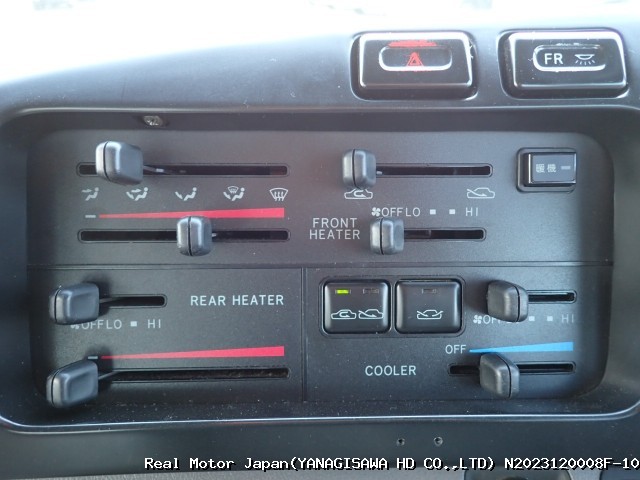 FR
OFF LO HI
FRONT
HEATER
REAR HEATER
OFF LO HI
OFF LO HI
OFF
COOLER
Real Motor Japan(YANAGISAWA HD CO.,LTD) N2023120008F-10